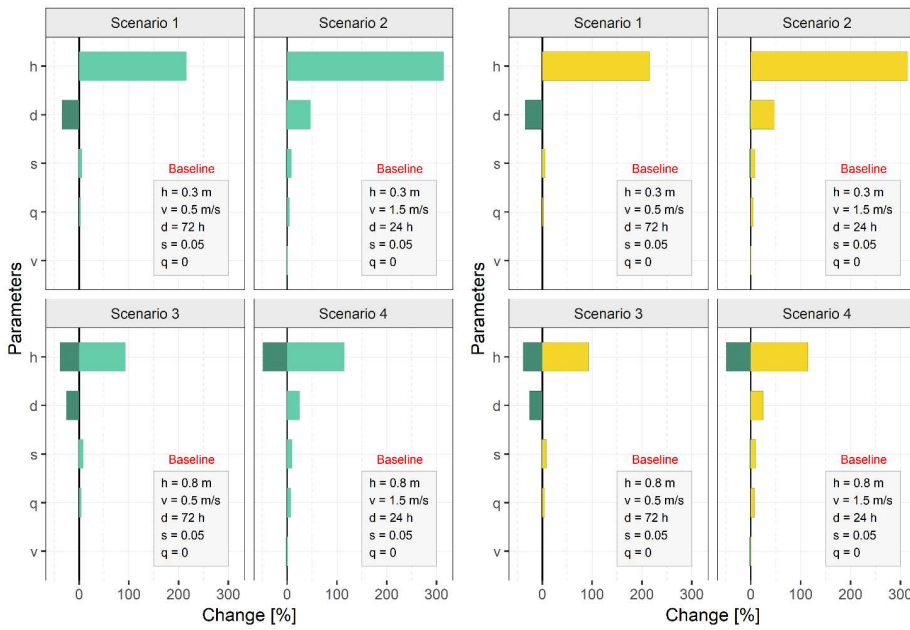 Scenario 1
Scenario 2
Scenario 1
Scenario 2
h
d
s
q
v
Baseline
h = 0.3 m
v = 0.5 m/s
d = 72 h
s = 0.05
q = 0
Baseline
h = 0.3 m
v = 1.5 m/s
d = 24 h
s = 0.05
q = 0
h
d
s
q
v
Baseline
h = 0.3 m
v = 0.5 m/s
d = 72 h
s = 0.05
q = 0
Baseline
h = 0.3 m
v = 1.5 m/s
d = 24 h
s = 0.05
q = 0
Parameters
Parameters
Scenario 3
Scenario 4
Scenario 3
Scenario 4
h
d
s
q
v
Baseline
h = 0.8 m
v = 0.5 m/s
d = 72 h
s = 0.05
q = 0
Baseline
h = 0.8 m
v = 1.5 m/s
d = 24 h
s = 0.05
q = 0
h
d
s
q
v
Baseline
h = 0.8 m
v = 0.5 m/s
d = 72 h
s = 0.05
q = 0
Baseline
h = 0.8 m
v = 1.5 m/s
d = 24 h
s = 0.05
q = 0
0 100 200 300 0 100 200 300
0 100 200 300 0 100 200 300
Change [%]
Change [%]